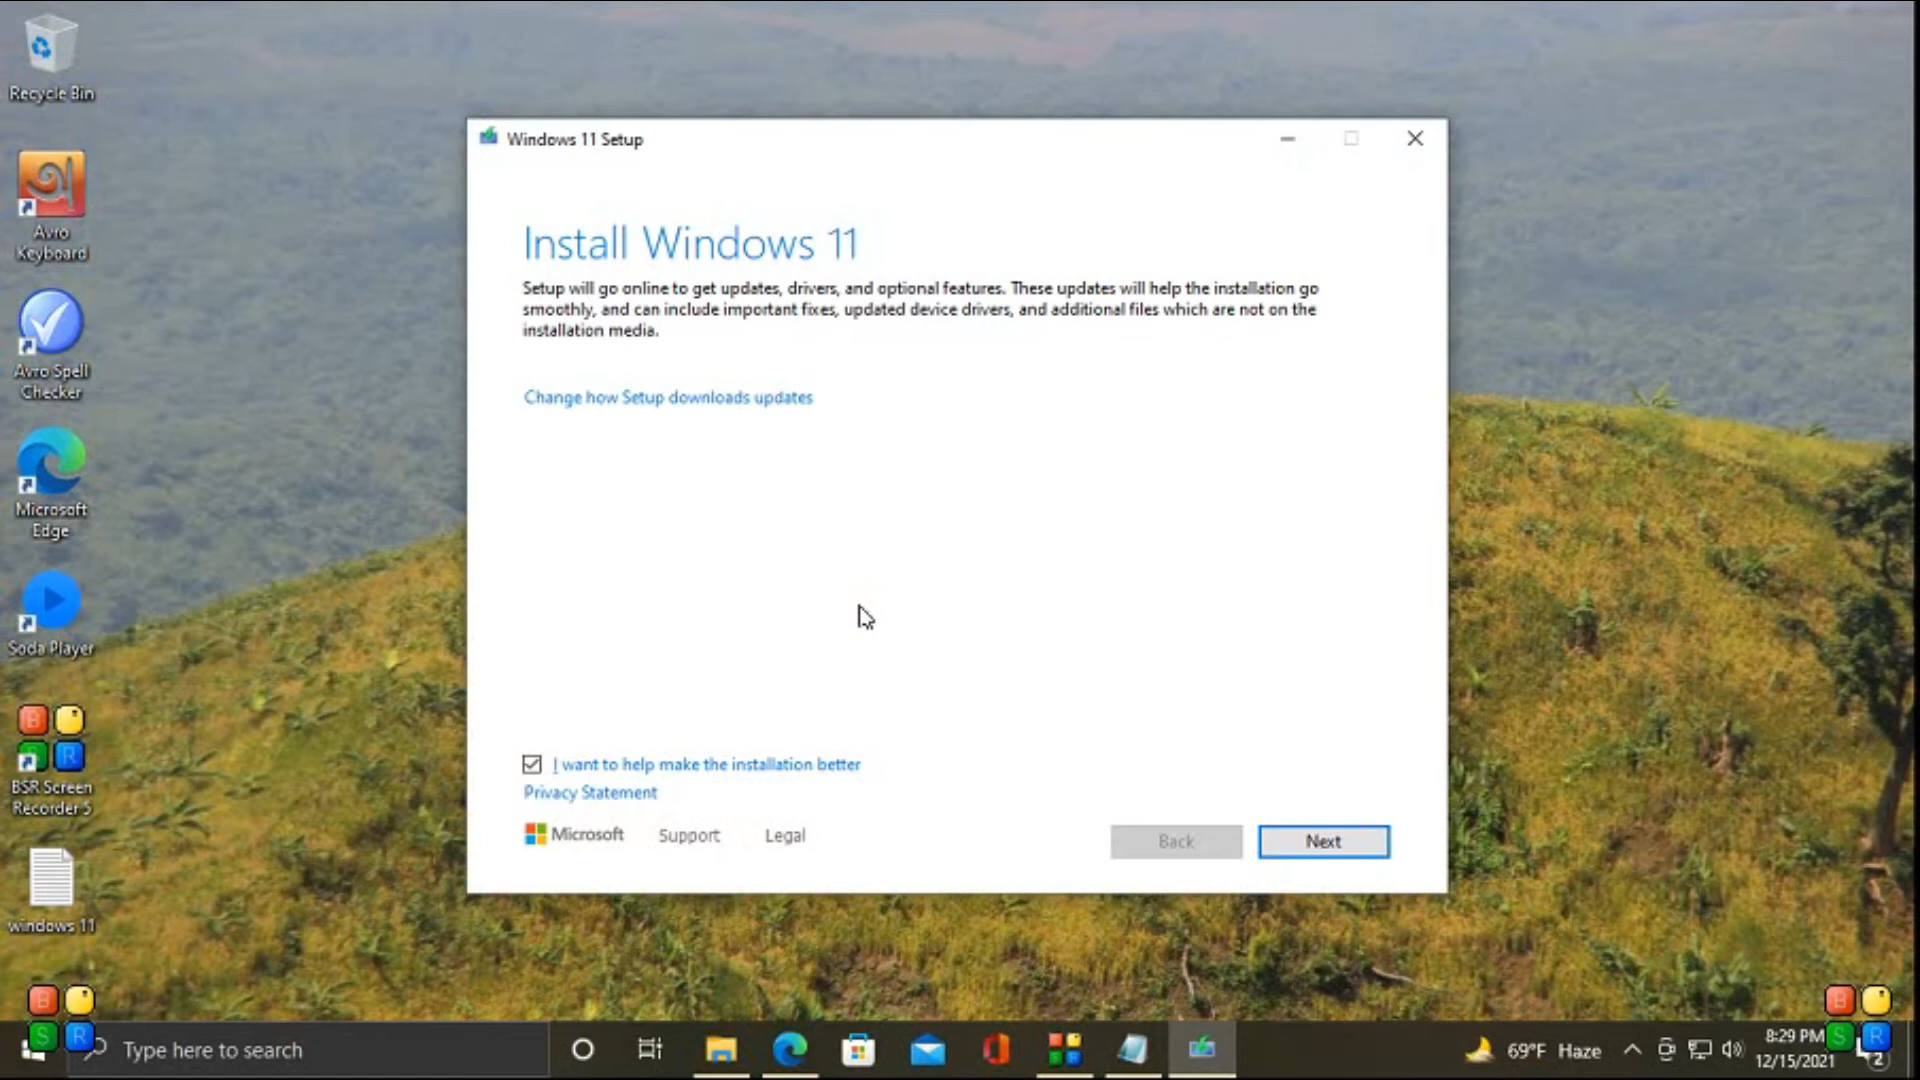 Recycle Bin
Avro
Keyboard
Avro Spell
Checker
Microsoft
Edge
Soda Player
BSR Screen
Recorder 5
windows 11
Windows 11 Setup
Install Windows 11
Setup will go online to get updates, drivers, and optional features. These updates will help the installation go
smoothly, and can include important fixes, updated device drivers, and additional files which are not on the
installation media.
Change how Setup downloads updates
I want to help make the installation better
Privacy Statement
Microsoft Support Legal
Back Next
B
S R
B
S R
B
S R
Type here to search
69°F Haze
8:29 PM
12/15/2021
2